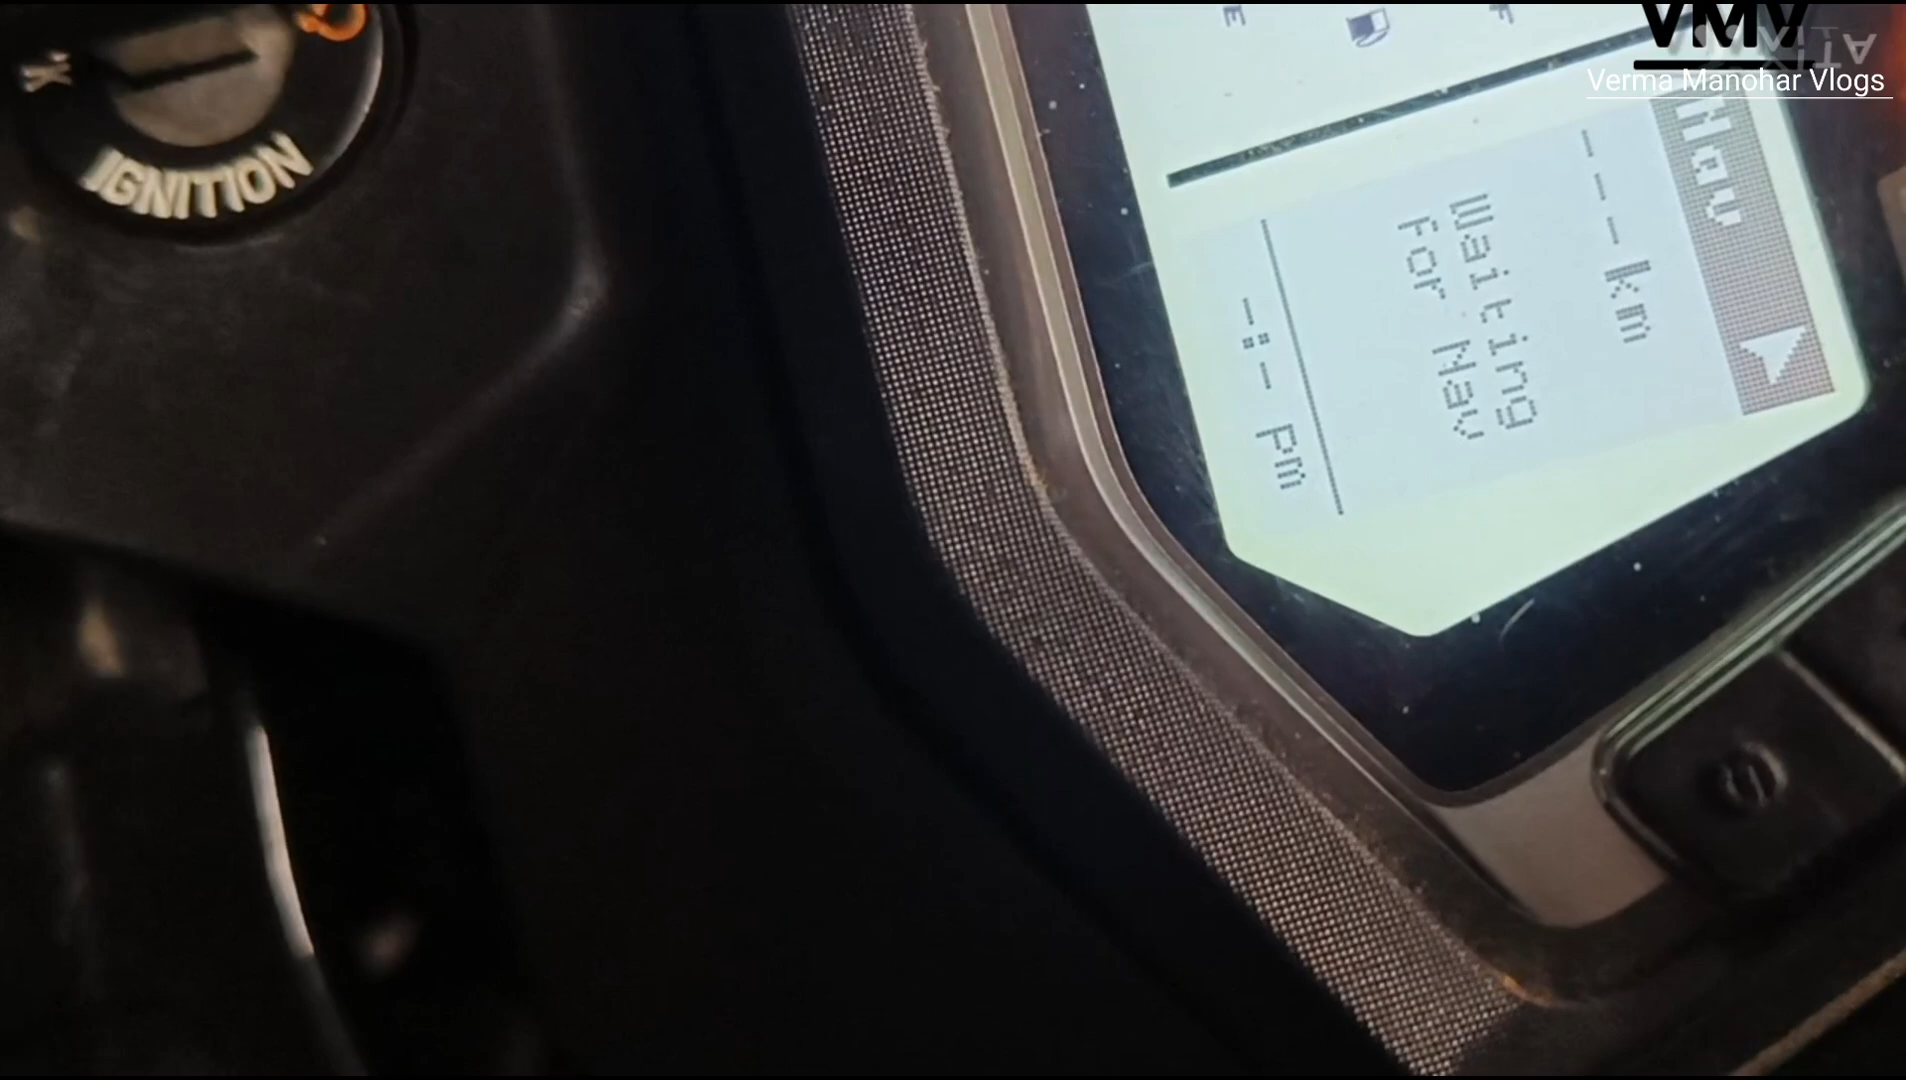 VMV
Verma Manohar Vlogs
IGNITION
E
F
Nav
---km
Waiting
For Nav
-:- PM